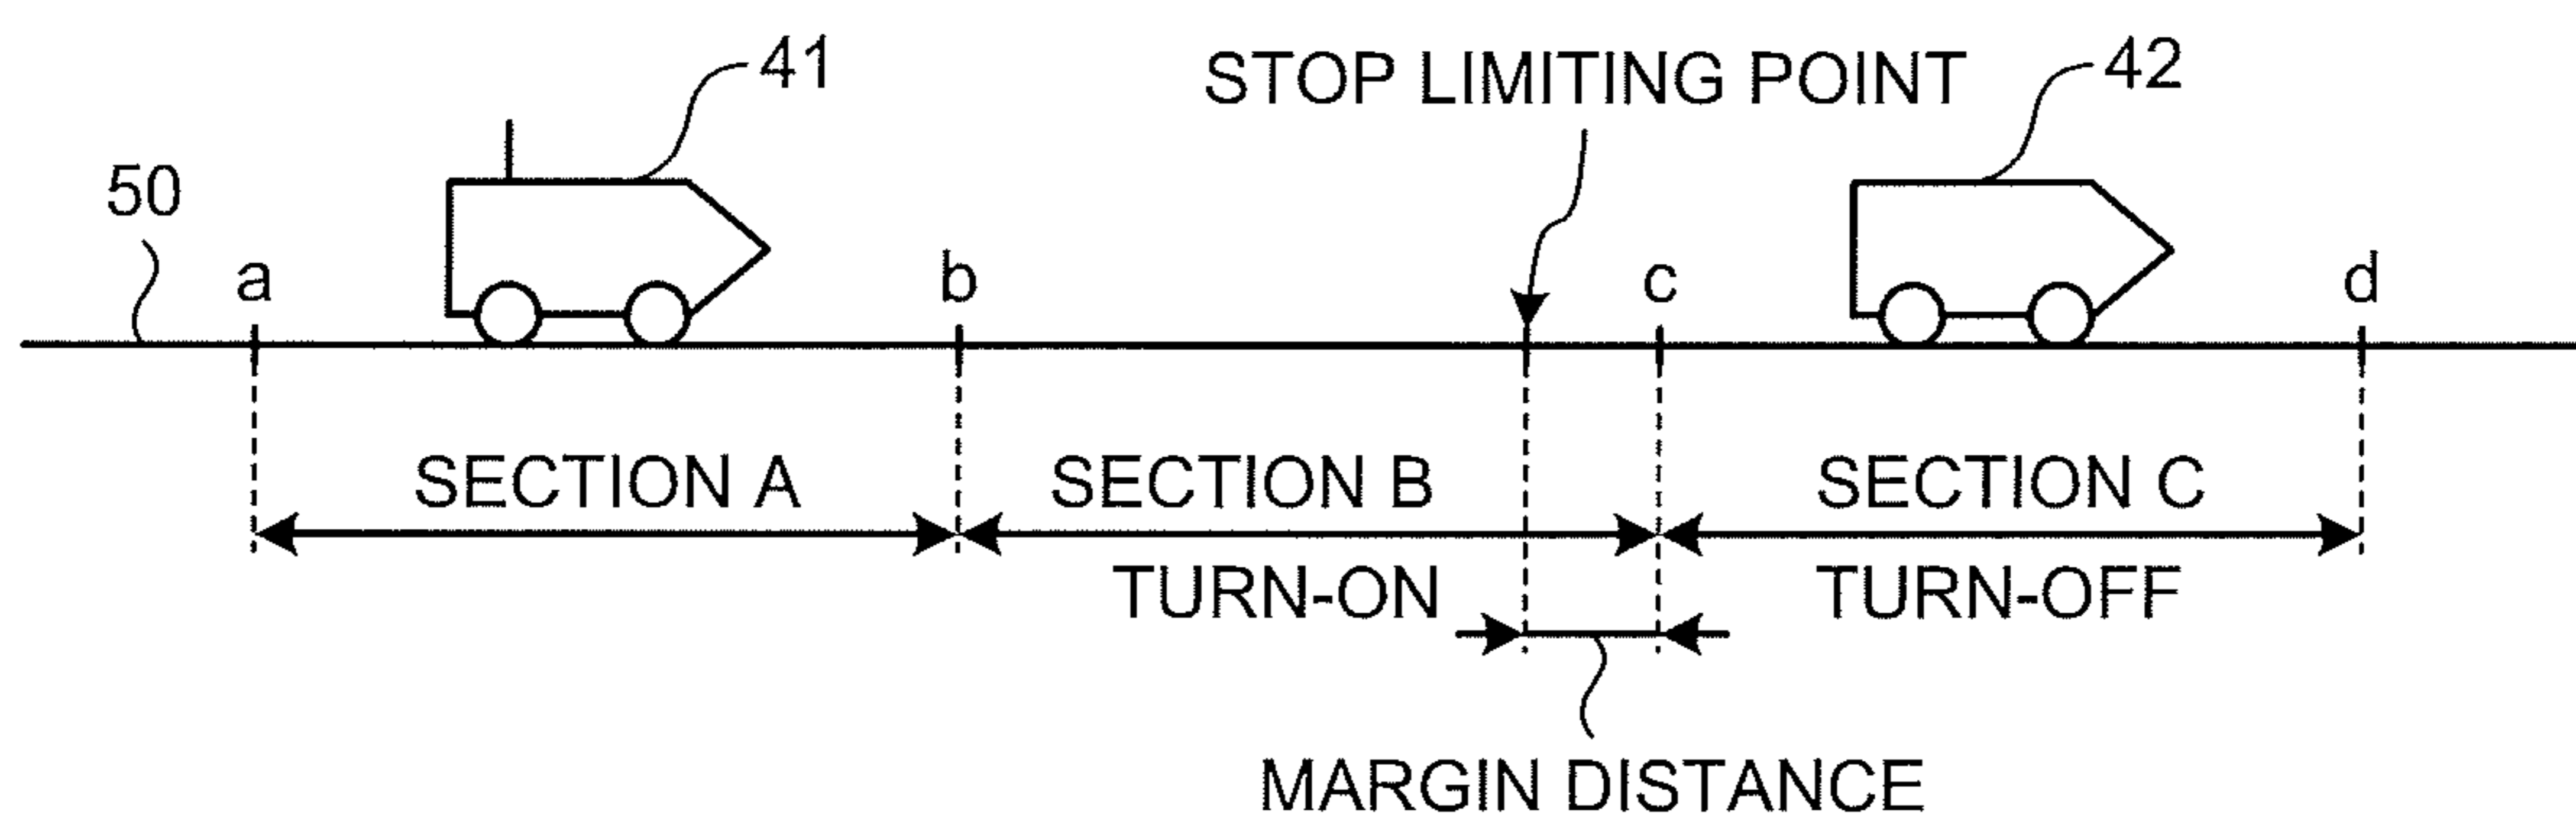 41
STOP LIMITING POINT
42
50
a
b
c
d
SECTION A
SECTION B
SECTION C
TURN-ON
TURN-OFF
MARGIN DISTANCE